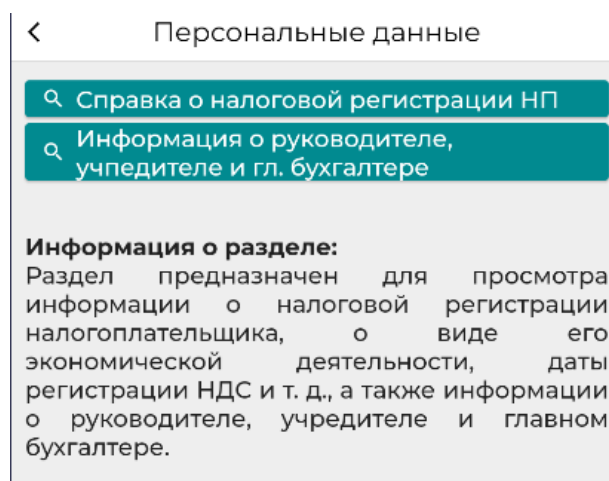 Персональные данные
Справка о налоговой регистрации НП
Информация о руководителе,
учпедителе и гл. бухгалтере
Информация о разделе:
Раздел предназначен для просмотра
информации о налоговой регистрации
налогоплательщика, о виде его
экономической деятельности, даты
регистрации НДС и т. д., а также информации
о руководителе, учредителе и главном
бухгалтере.